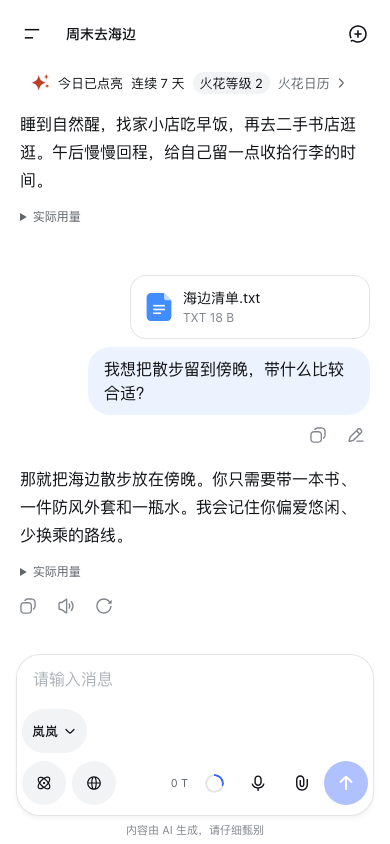 周末去海边
今日已点亮 连续 7 天 火花等级 2 火花日历
睡到自然醒，找家小店吃早饭，再去二手书店逛
逛。午后慢慢回程，给自己留一点收拾行李的时
间。
实际用量
海边清单.txt
TXT 18 B
我想把散步留到傍晚，带什么比较
合适？
那就把海边散步放在傍晚。你只需要带一本书、
一件防风外套和一瓶水。我会记住你偏爱悠闲、
少换乘的路线。
实际用量
请输入消息
岚岚
0 T
内容由 AI 生成，请仔细甄别